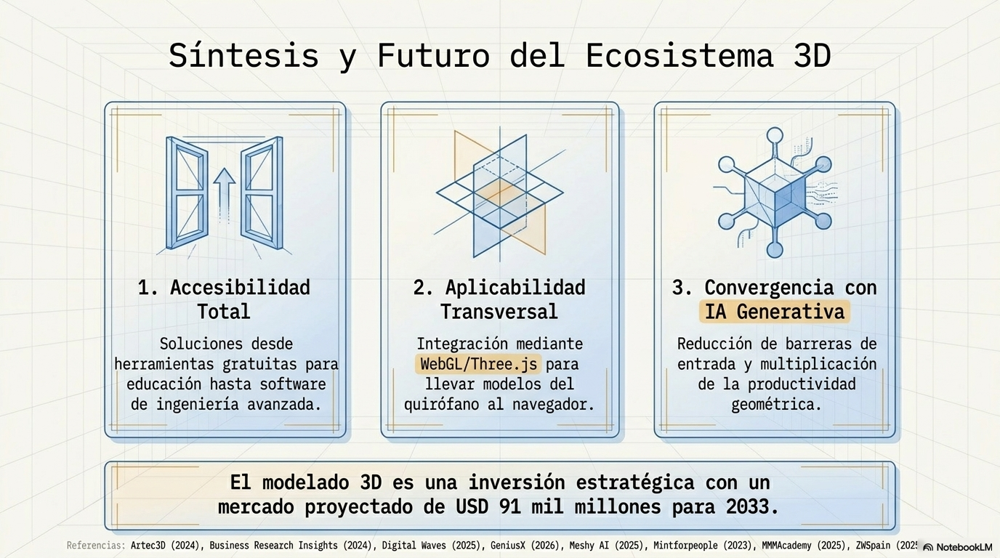 Síntesis y Futuro del Ecosistema 3D
1. Accesibilidad
Total
Soluciones desde
herramientas gratuitas para
educación hasta software
de ingeniería avanzada.
2. Aplicabilidad
Transversal
Integración mediante
WebGL/Three.js para
llevar modelos del
quirófano al navegador.
3. Convergencia con
IA Generativa
Reducción de barreras de
entrada y multiplicación
de la productividad
geométrica.
El modelado 3D es una inversión estratégica con un
mercado proyectado de USD 91 mil millones para 2033.
Referencias: Artec3D (2024), Business Research Insights (2024), Digital Waves (2025), GeniusX (2026), Meshy AI (2025), Mintforpeople (2023), MMMAcademy (2025), ZWSpain
NotebookLM